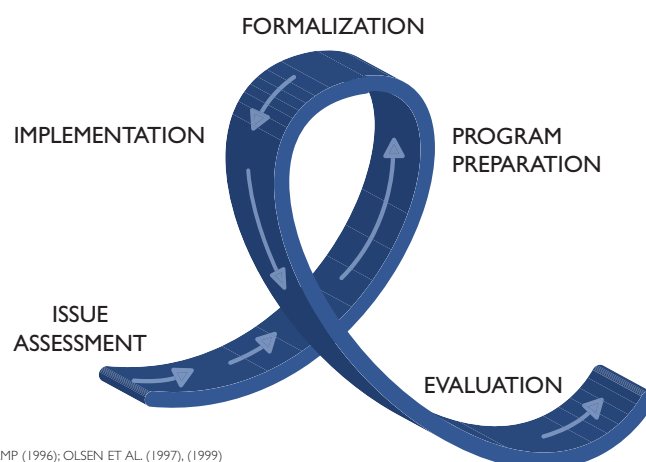 FORMALIZATION
IMPLEMENTATION
PROGRAM
PREPARATION
ISSUE
ASSESSMENT
EVALUATION
MP (1996); OLSEN ET AL. (1997), (1999)